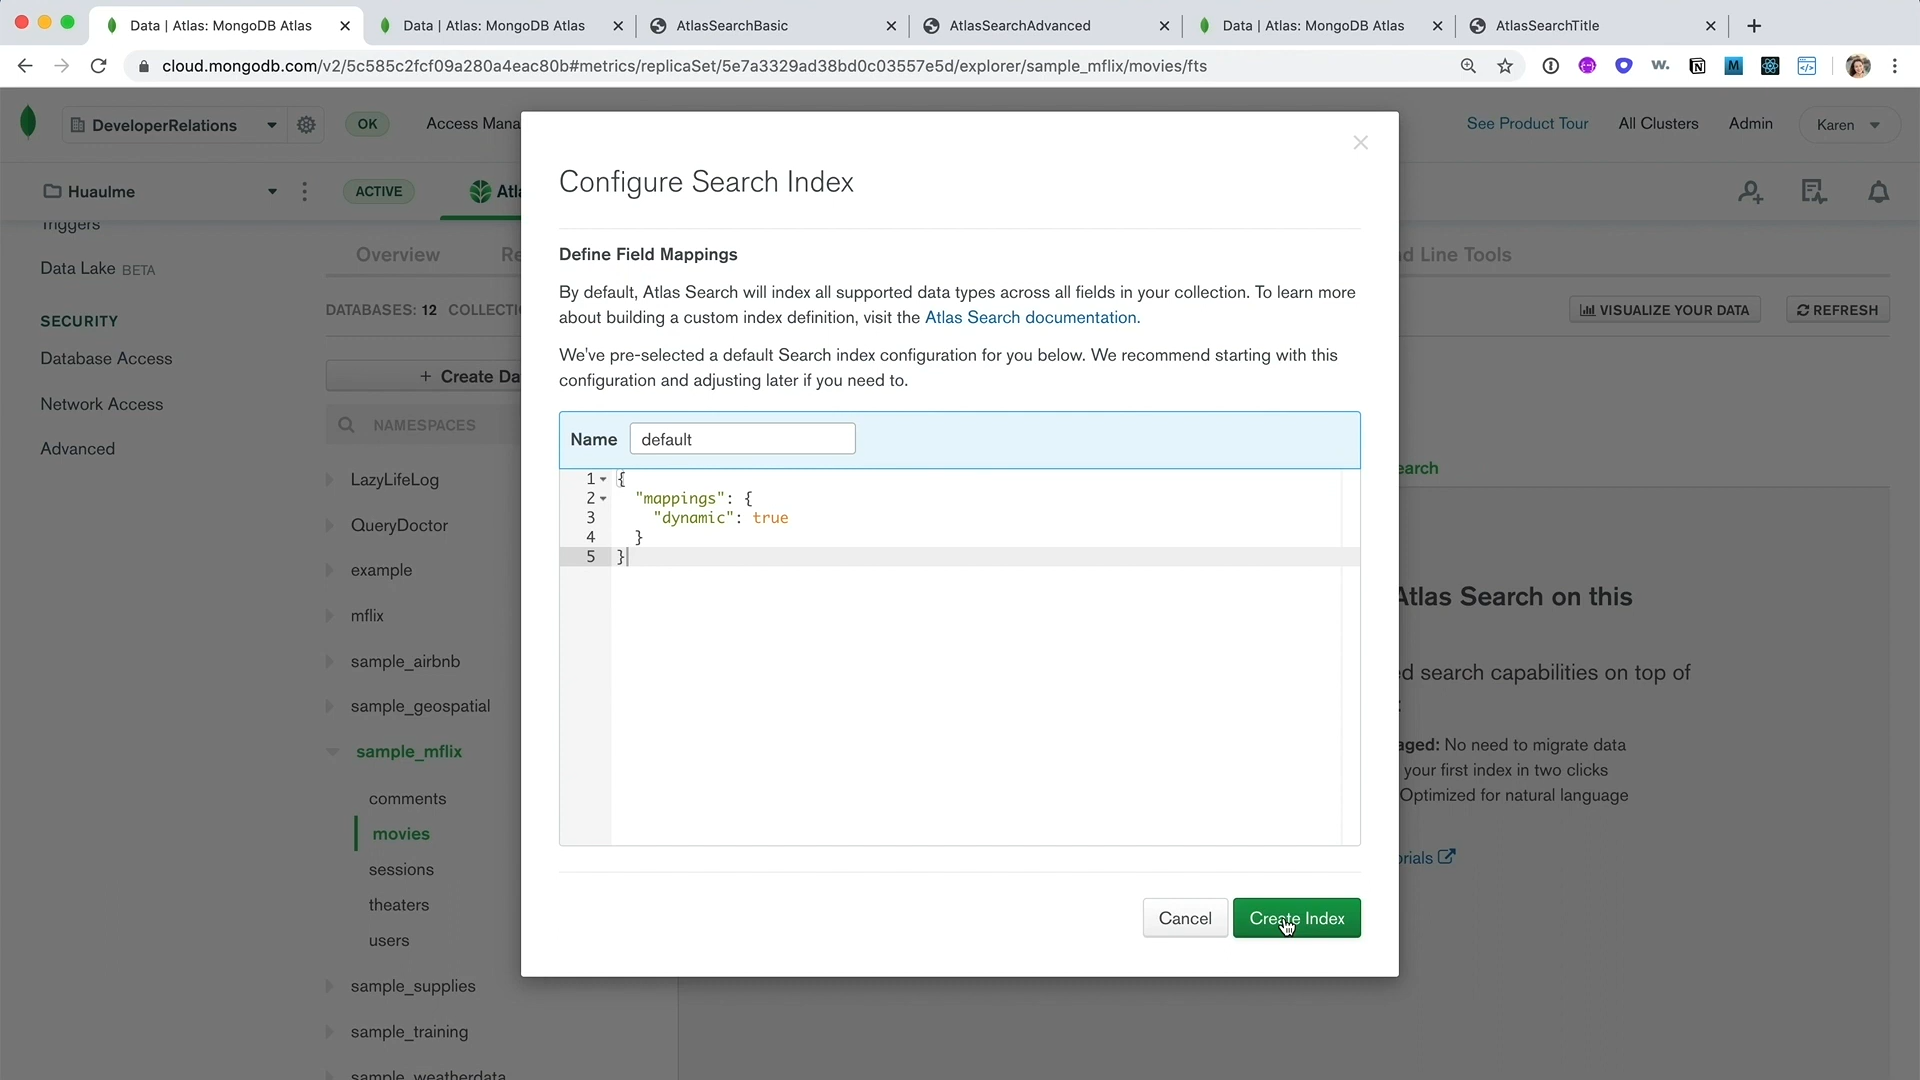 Data | Atlas: MongoDB Atlas
Data | Atlas: MongoDB Atlas
AtlasSearchBasic
AtlasSearchAdvanced
Data | Atlas: MongoDB Atlas
AtlasSearchTitle
cloud.mongodb.com/v2/5c585c2fcf09a280a4eac80b#metrics/replicaSet/5e7a3329ad38bd0c03557e5d/explorer/sample_mflix/movies/fts
DeveloperRelations
OK
Access Mana
See Product Tour
All Clusters
Admin
Karen
Huaulme
ACTIVE
Atl
Triggers
Data Lake BETA
SECURITY
Database Access
Network Access
Advanced
Overview
Re
d Line Tools
DATABASES: 12 COLLECTI
VISUALIZE YOUR DATA
REFRESH
+ Create Da
NAMESPACES
LazyLifeLog
QueryDoctor
example
mflix
sample_airbnb
sample_geospatial
sample_mflix
comments
movies
sessions
theaters
users
sample_supplies
sample_training
sample_weatherdata
Configure Search Index
Define Field Mappings
By default, Atlas Search will index all supported data types across all fields in your collection. To learn more
about building a custom index definition, visit the Atlas Search documentation.
We've pre-selected a default Search index configuration for you below. We recommend starting with this
configuration and adjusting later if you need to.
Name default
1 {
2 "mappings": {
3 "dynamic": true
4 }
5 }
Cancel
Create Index
earch
Atlas Search on this
d search capabilities on top of
aged: No need to migrate data
your first index in two clicks
Optimized for natural language
orials